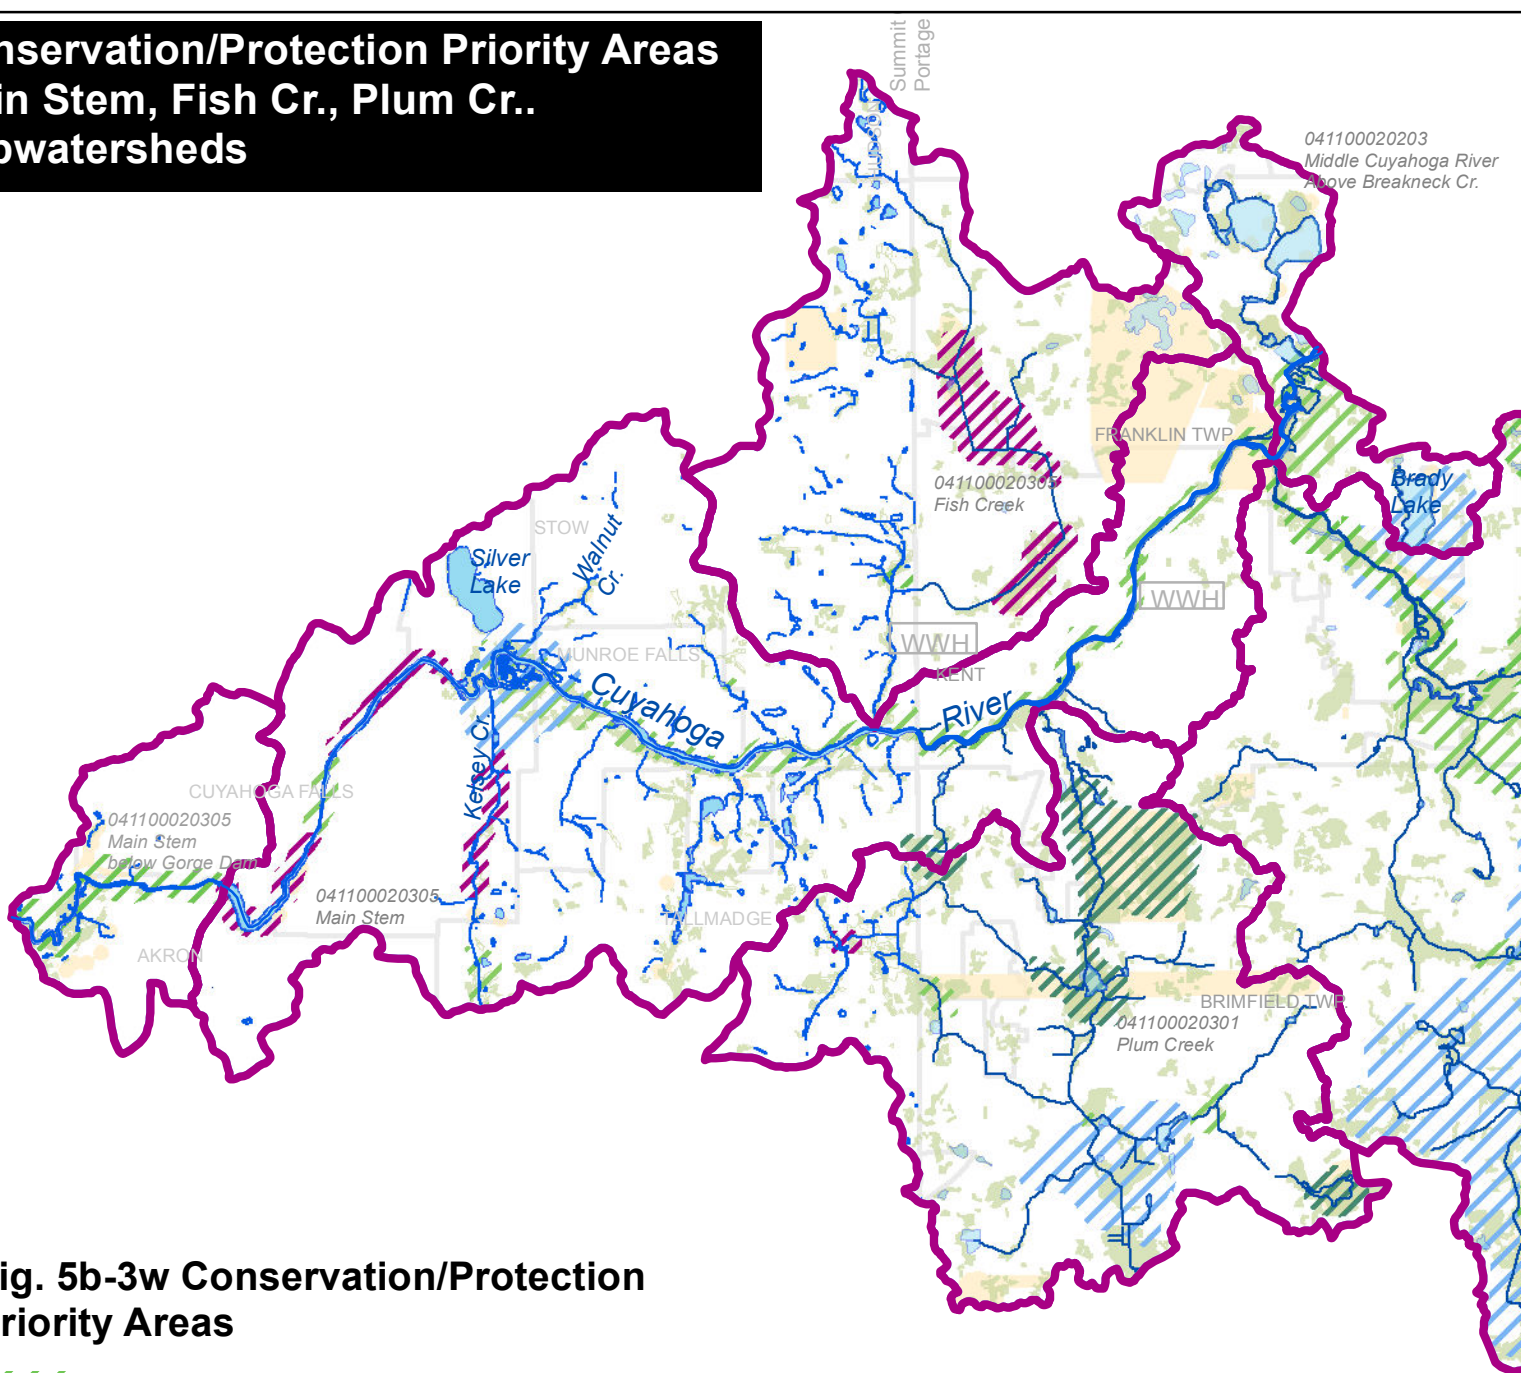 nservation/Protection Priority Areas
in Stem, Fish Cr., Plum Cr..
bwatersheds
Summit
Portage
HUDSON
041100020203
Middle Cuyahoga River
Above Breakneck Cr.
FRANKLIN TWP
Brady
Lake
041100020305
Fish Creek
STOW
Walnut
Cr.
Silver
Lake
WWH
WWH
MUNROE FALLS
KENT
Cuyahoga
River
Kelsey Cr.
CUYAHOGA FALLS
041100020305
Main Stem
below Gorge Dam
041100020305
Main Stem
TALLMADGE
AKRON
BRIMFIELD TWP
041100020301
Plum Creek
ig. 5b-3w Conservation/Protection
riority Areas